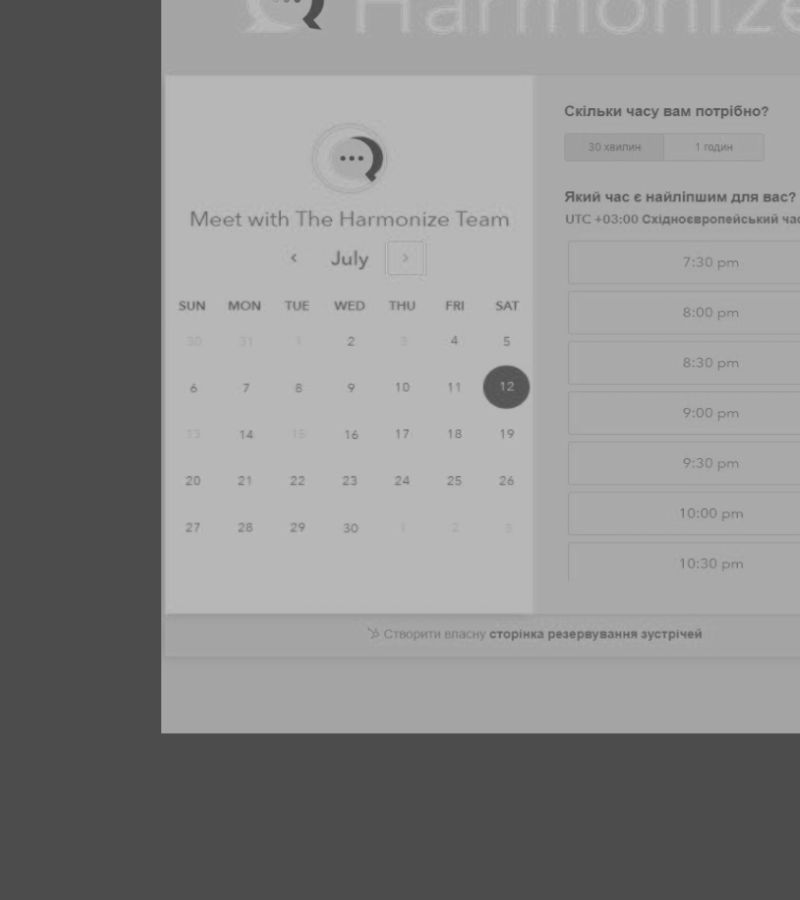 Harmonize
Скільки часу вам потрібно?
30 хвилин 1 годин
Meet with The Harmonize Team
Який час є найліпшим для вас?
UTC +03:00 Східноєвропейський час
‹ July ›
7:30 pm
SUN MON TUE WED THU FRI SAT
8:00 pm
30 31 1 2 3 4 5
8:30 pm
6 7 8 9 10 11 12
9:00 pm
13 14 15 16 17 18 19
9:30 pm
20 21 22 23 24 25 26
10:00 pm
27 28 29 30 1 2 3
10:30 pm
Створити власну сторінка резервування зустрічей